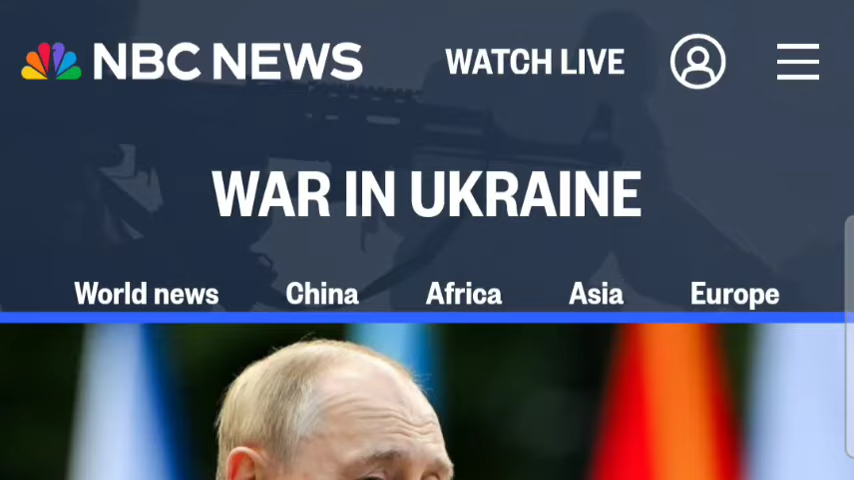 NBC NEWS WATCH LIVE
WAR IN UKRAINE
World news China Africa Asia Europe